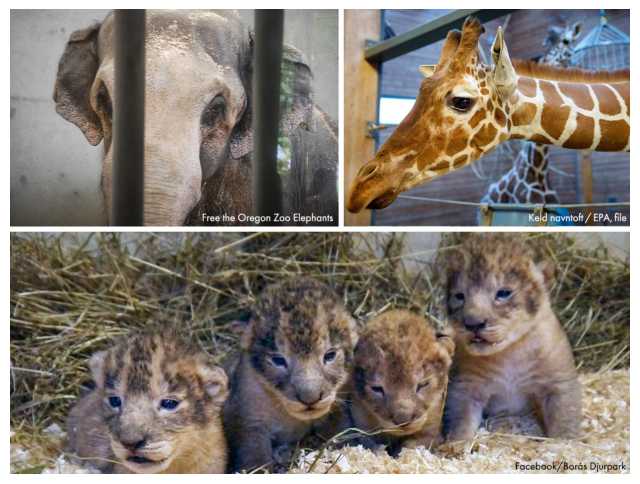 Free the Oregon Zoo Elephants
Keld navntoft / EPA, file
Facebook/Borås Djurpark